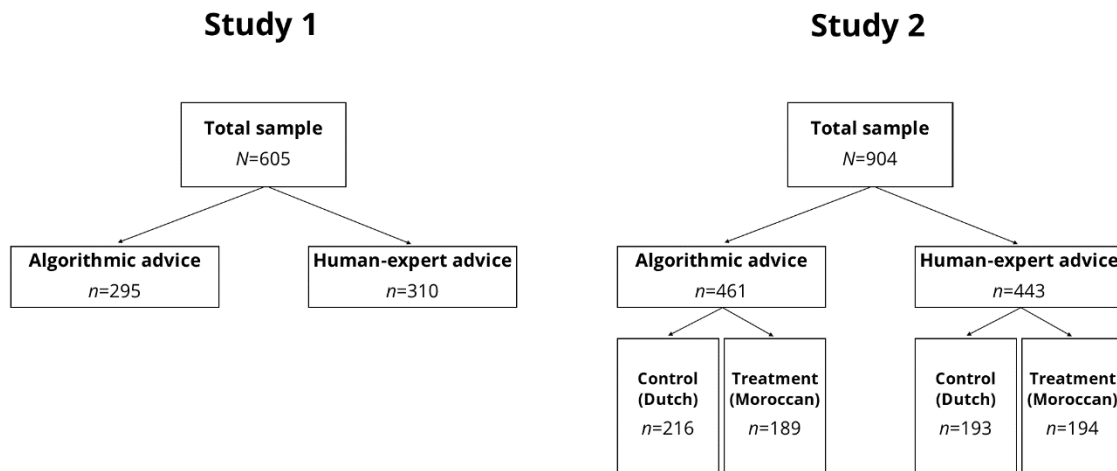 Study 1
Total sample
N=605
Algorithmic advice
n=295
Human-expert advice
n=310
Study 2
Total sample
N=904
Algorithmic advice
n=461
Human-expert advice
n=443
Control
(Dutch)
n=216
Treatment
(Moroccan)
n=189
Control
(Dutch)
n=193
Treatment
(Moroccan)
n=194